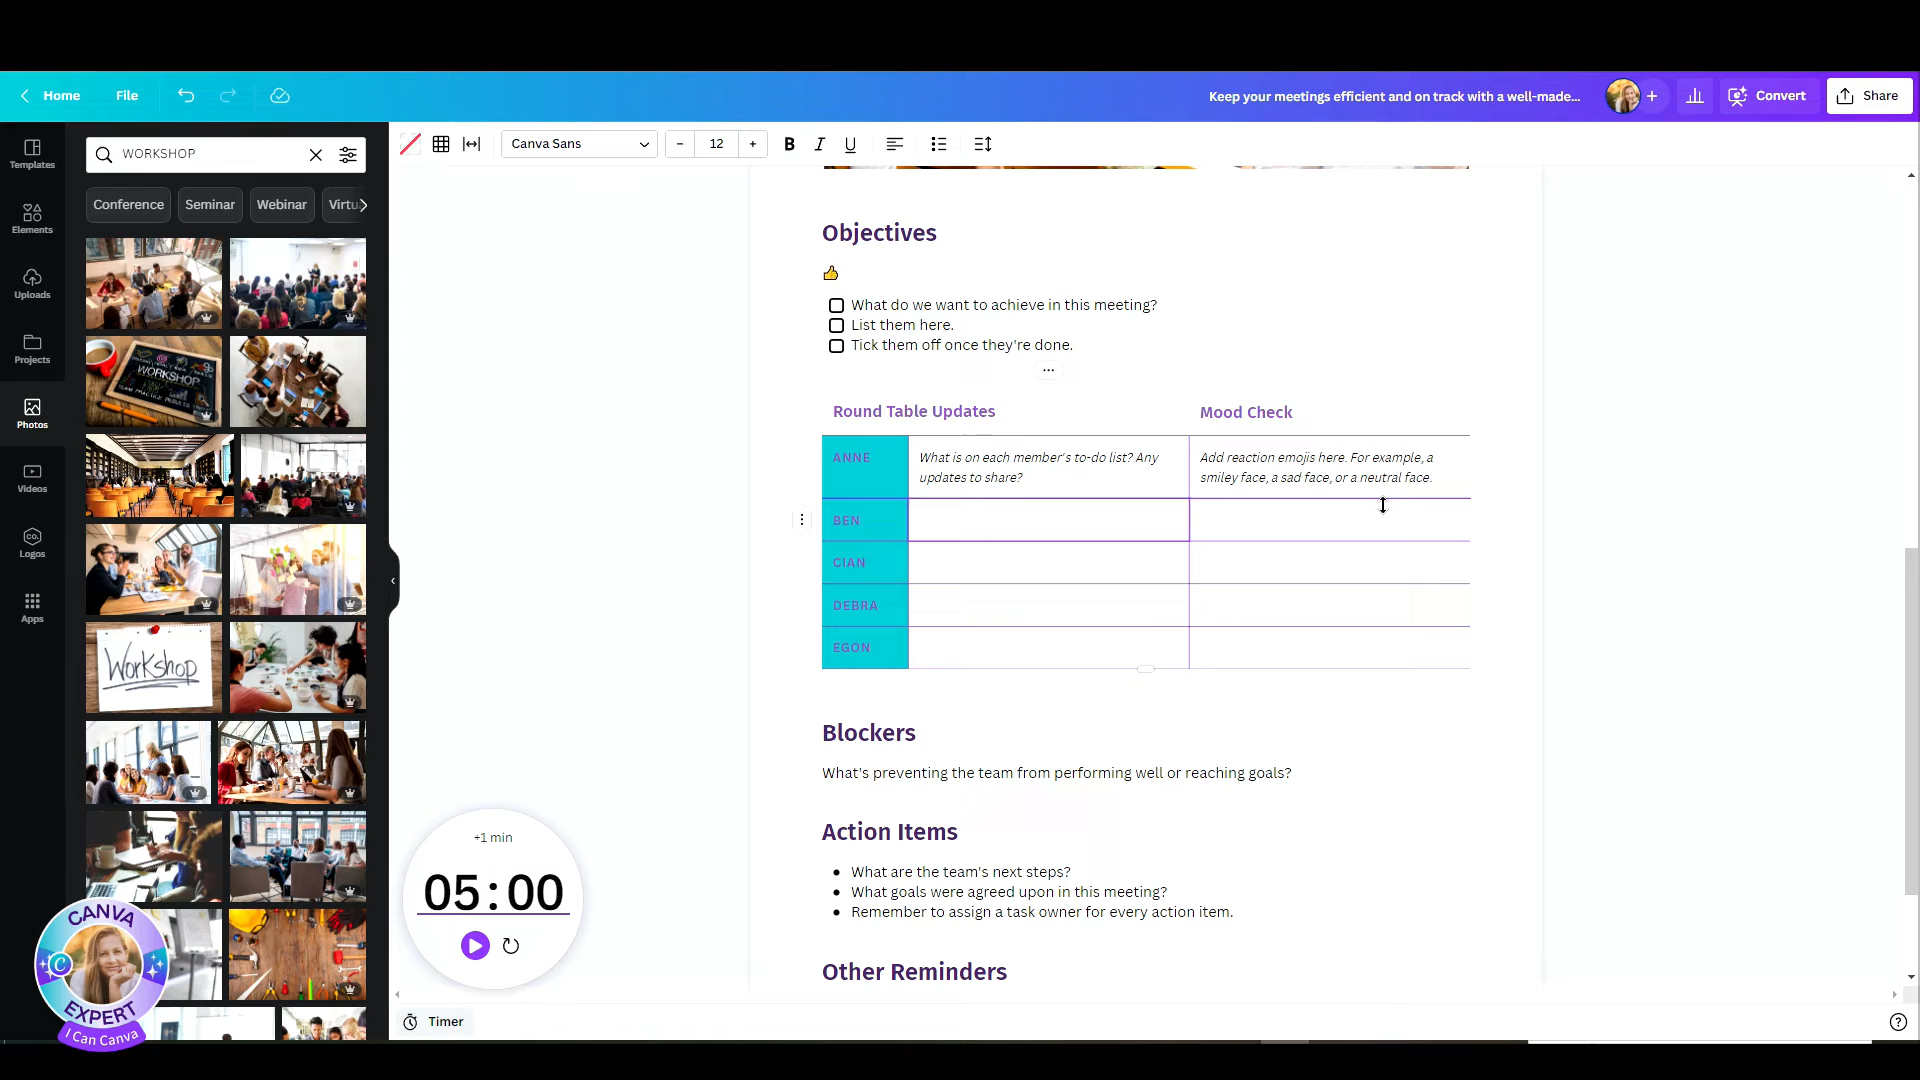 Home
File
Keep your meetings efficient and on track with a well-made...
+
Convert
Share
Templates
Elements
Uploads
Projects
Photos
Videos
Logos
Apps
WORKSHOP
Conference
Seminar
Webinar
Virtu
WORKSHOP
Workshop
Canva Sans
- 12 +
B I U
Objectives
👍
What do we want to achieve in this meeting?
List them here.
Tick them off once they're done.
Round Table Updates
Mood Check
ANNE
What is on each member's to-do list? Any
updates to share?
Add reaction emojis here. For example, a
smiley face, a sad face, or a neutral face.
BEN
CIAN
DEBRA
EGON
Blockers
What's preventing the team from performing well or reaching goals?
Action Items
• What are the team's next steps?
• What goals were agreed upon in this meeting?
• Remember to assign a task owner for every action item.
Other Reminders
+1 min
05:00
Timer
CANVA
EXPERT
I Can Canva